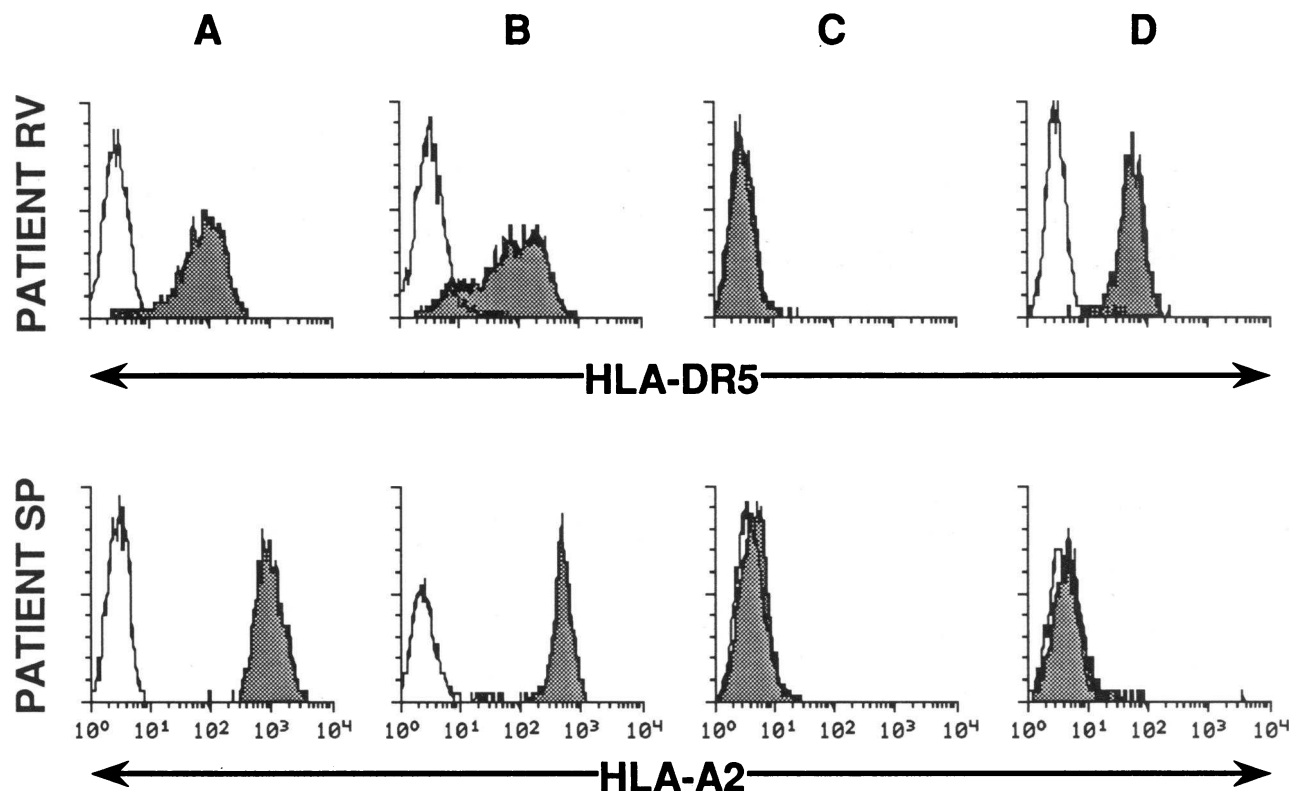 A B C D
PATIENT RV
HLA-DR5
PATIENT SP
10⁰ 10¹ 10² 10³ 10⁴ 10⁰ 10¹ 10² 10³ 10⁴ 10⁰ 10¹ 10² 10³ 10⁴ 10⁰ 10¹ 10² 10³ 10⁴
HLA-A2